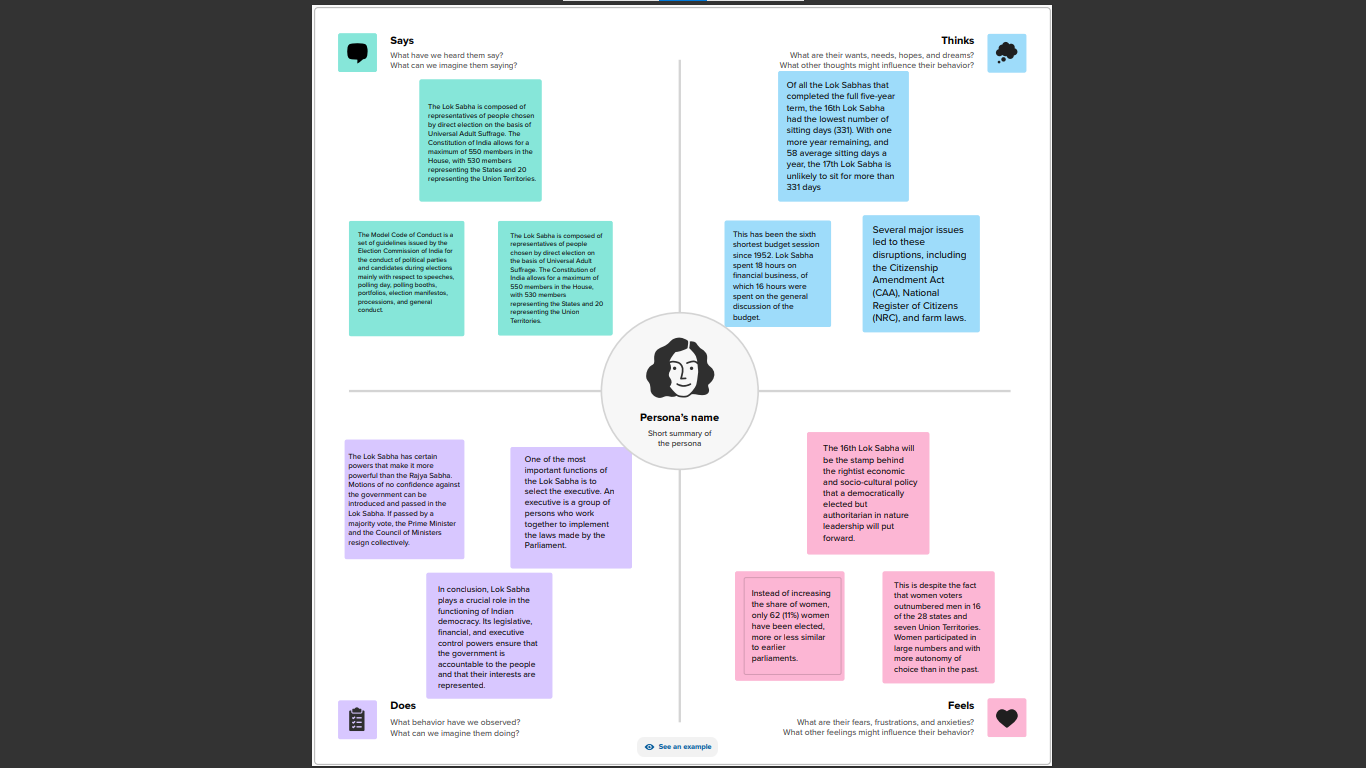 Says
What have we heard them say?
What can we imagine them saying?
The Lok Sabha is composed of
representatives of people chosen
by direct election on the basis of
Universal Adult Suffrage. The
Constitution of India allows for a
maximum of 550 members in the
House, with 530 members
representing the States and 20
representing the Union Territories.
The Model Code of Conduct is a
set of guidelines issued by the
Election Commission of India for
the conduct of political parties
and candidates during elections
mainly with respect to speeches,
polling day, polling booths,
portfolios, election manifestos,
processions, and general
conduct.
The Lok Sabha is composed of
representatives of people
chosen by direct election on
the basis of Universal Adult
Suffrage. The Constitution of
India allows for a maximum of
550 members in the House,
with 530 members
representing the States and 20
representing the Union
Territories.
Thinks
What are their wants, needs, hopes, and dreams?
What other thoughts might influence their behavior?
Of all the Lok Sabhas that
completed the full five-year
term, the 16th Lok Sabha
had the lowest number of
sitting days (331). With one
more year remaining, and
58 average sitting days a
year, the 17th Lok Sabha is
unlikely to sit for more than
331 days
This has been the sixth
shortest budget session
since 1952. Lok Sabha
spent 18 hours on
financial business, of
which 16 hours were
spent on the general
discussion of the
budget.
Several major issues
led to these
disruptions, including
the Citizenship
Amendment Act
(CAA), National
Register of Citizens
(NRC), and farm laws.
Persona's name
Short summary of
the persona
The Lok Sabha has certain
powers that make it more
powerful than the Rajya Sabha.
Motions of no confidence against
the government can be
introduced and passed in the
Lok Sabha. If passed by a
majority vote, the Prime Minister
and the Council of Ministers
resign collectively.
One of the most
important functions of
the Lok Sabha is to
select the executive. An
executive is a group of
persons who work
together to implement
the laws made by the
Parliament.
In conclusion, Lok Sabha
plays a crucial role in the
functioning of Indian
democracy. Its legislative,
financial, and executive
control powers ensure that
the government is
accountable to the people
and that their interests are
represented.
Does
What behavior have we observed?
What can we imagine them doing?
The 16th Lok Sabha will
be the stamp behind
the rightist economic
and socio-cultural policy
that a democratically
elected but
authoritarian in nature
leadership will put
forward.
Instead of increasing
the share of women,
only 62 (11%) women
have been elected,
more or less similar
to earlier
parliaments.
This is despite the fact
that women voters
outnumbered men in 16
of the 28 states and
seven Union Territories.
Women participated in
large numbers and with
more autonomy of
choice than in the past.
Feels
What are their fears, frustrations, and anxieties?
What other feelings might influence their behavior?
See an example